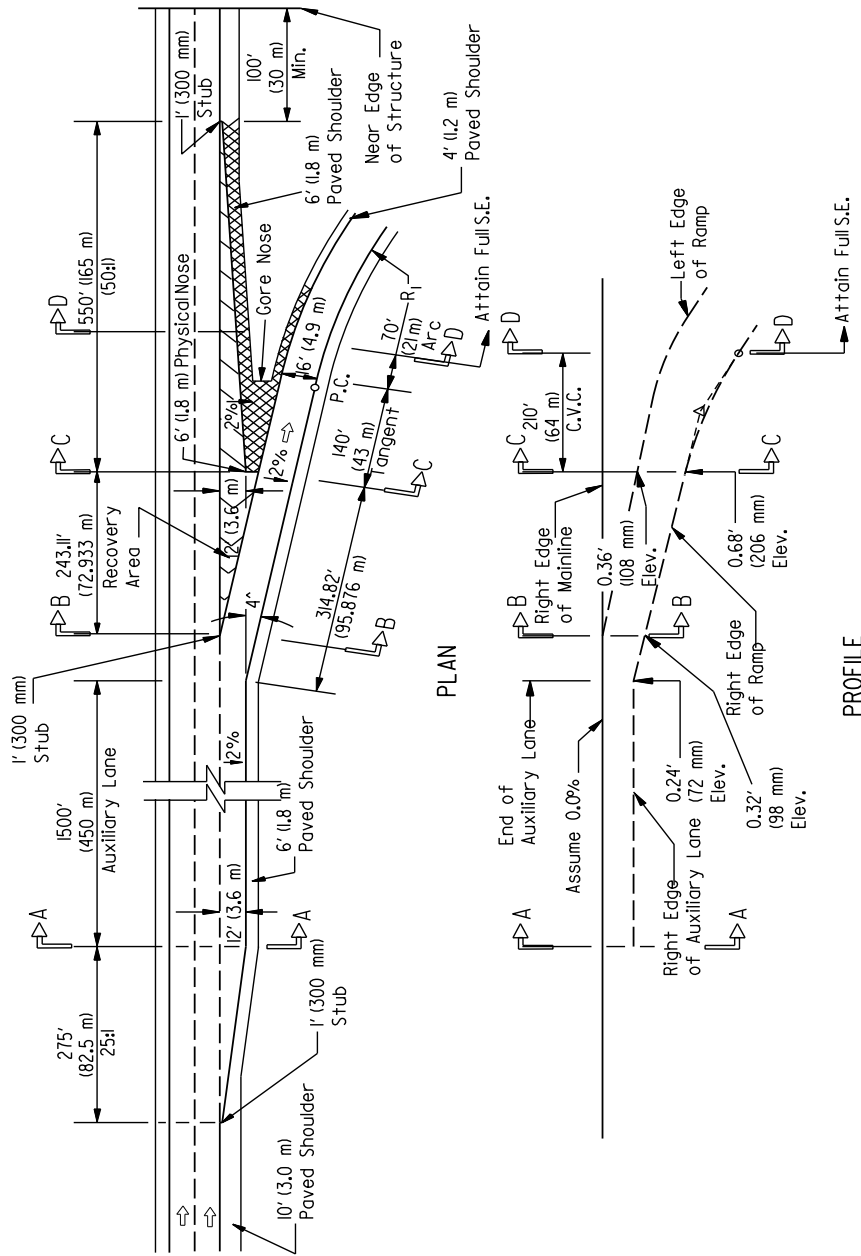 275'
(82.5 m)
25:1
1500'
(450 m)
Auxiliary Lane
243.11'
(72.933 m)
Recovery
Area
550' (165 m)
(50:1)
A
B
C
D
1' (300 mm)
Stub
6' (1.8 m) Physical Nose
1' (300 mm)
Stub
100'
(30 m)
Min.
Near Edge
of Structure
6' (1.8 m)
Paved Shoulder
4' (1.2 m)
Paved Shoulder
Gore Nose
2%
12' (3.6 m)
2%
16' (4.9 m)
4^
2%
12' (3.6 m)
10' (3.0 m)
Paved Shoulder
1' (300 mm)
Stub
6' (1.8 m)
Paved Shoulder
314.82'
(95.876 m)
140'
(43 m)
Tangent
P.C.
70'
(21 m)
Arc
R1
Attain Full S.E.
A
B
C
D
PLAN
A
B
C
D
End of
Auxiliary Lane
Assume 0.0%
Right Edge
of Mainline
210'
(64 m)
C.V.C.
Left Edge
of Ramp
0.36'
(108 mm)
Elev.
0.68'
(206 mm)
Elev.
Right Edge
of Auxiliary Lane
0.24'
(72 mm)
Elev.
0.32'
(98 mm)
Elev.
Right Edge
of Ramp
Attain Full S.E.
A
B
C
D
PROFILE